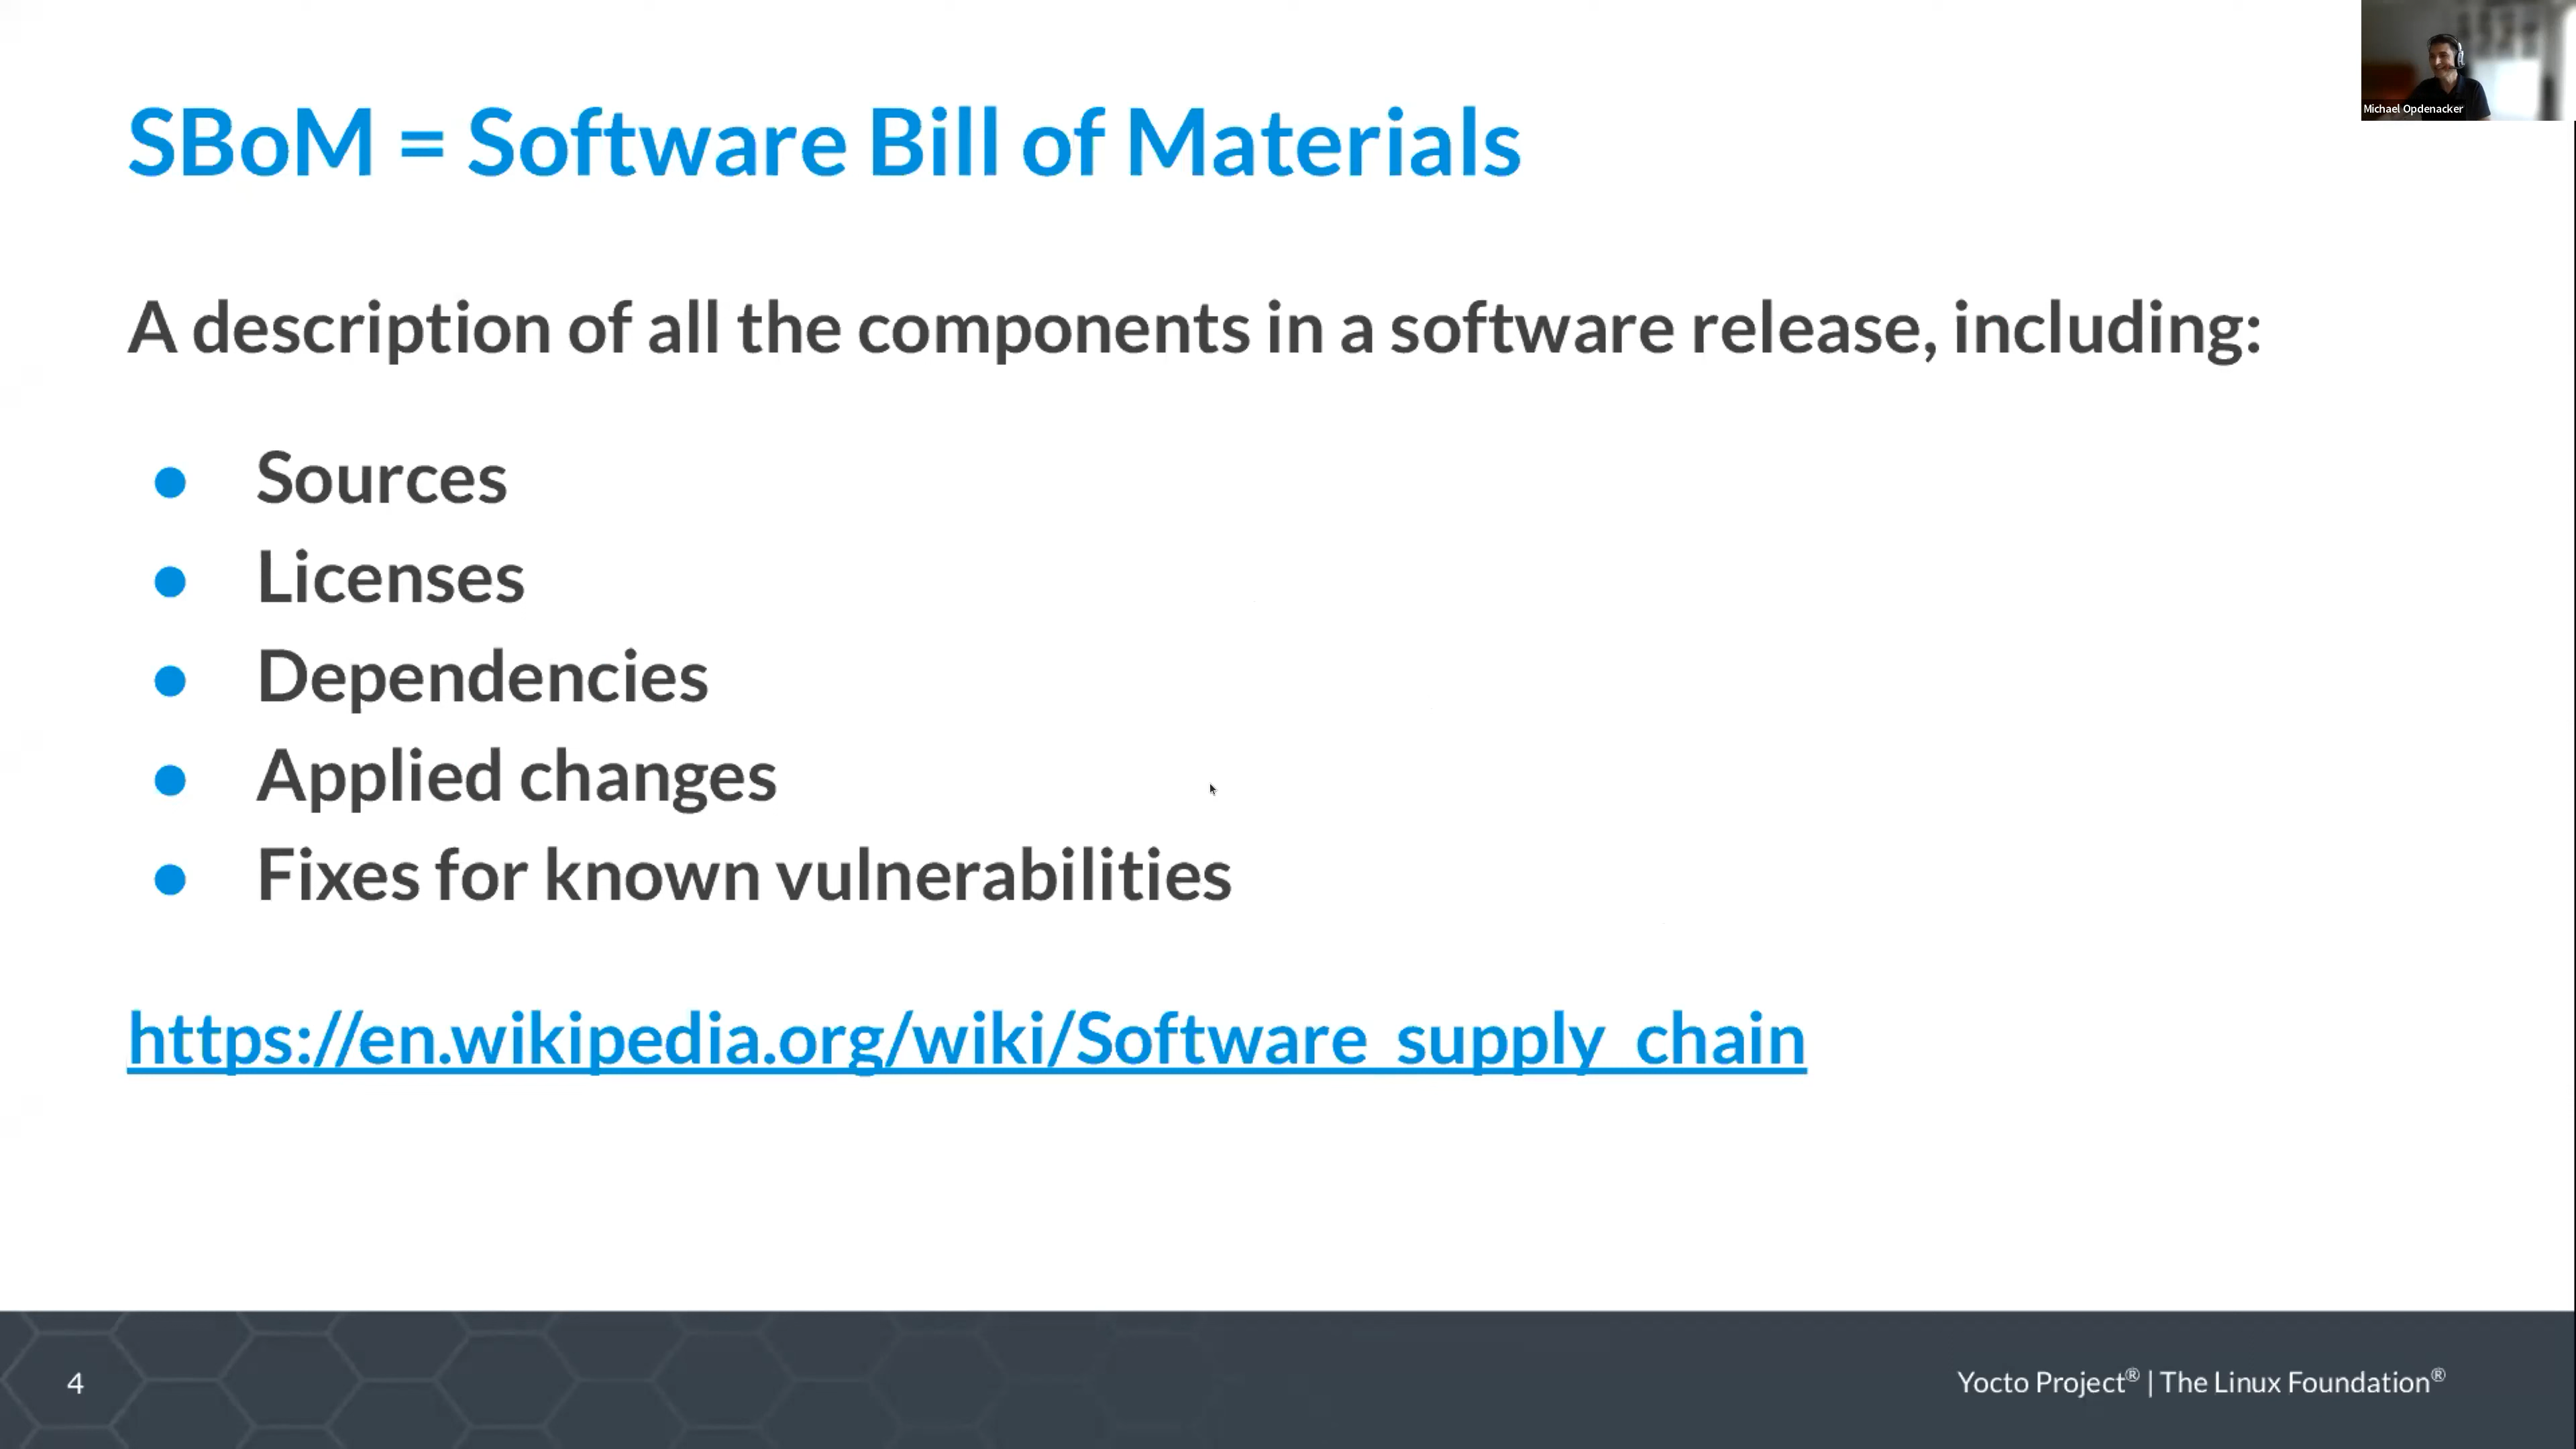 Michael Opdenacker
SBoM = Software Bill of Materials
A description of all the components in a software release, including:
● Sources
● Licenses
● Dependencies
● Applied changes
● Fixes for known vulnerabilities
https://en.wikipedia.org/wiki/Software_supply_chain
4
Yocto Project® | The Linux Foundation®